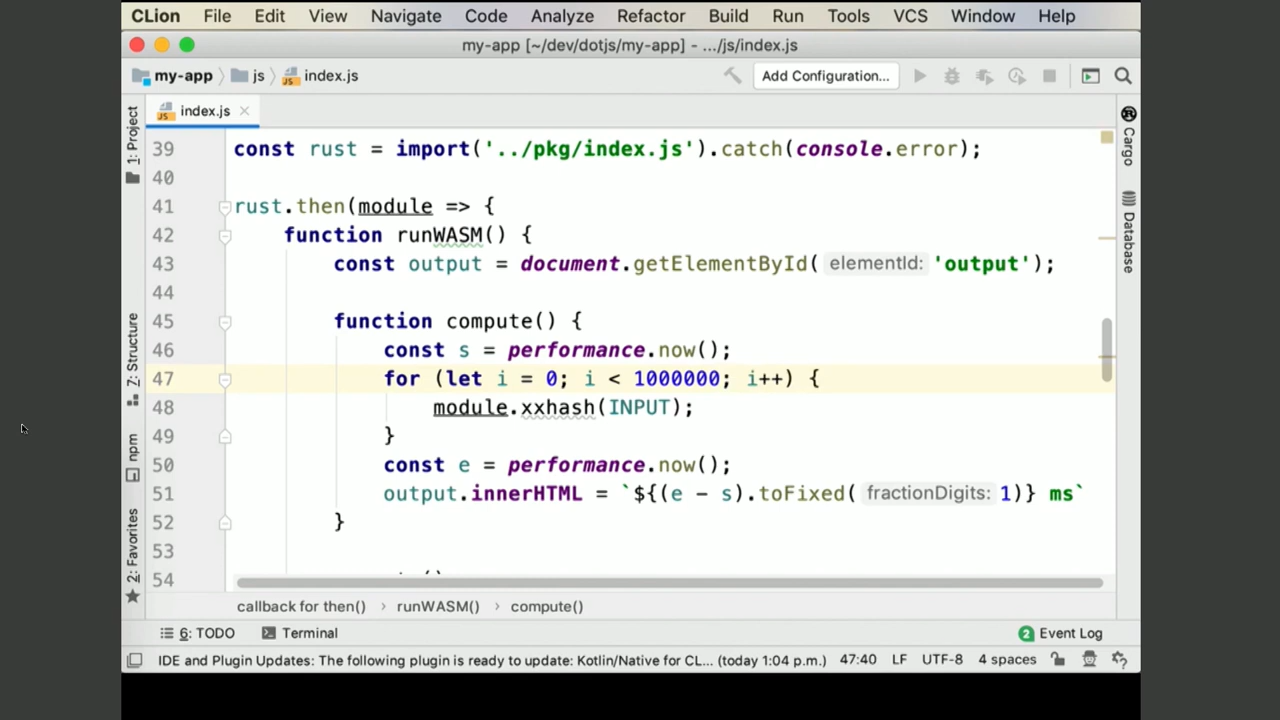 CLion File Edit View Navigate Code Analyze Refactor Build Run Tools VCS Window Help
my-app [~/dev/dotjs/my-app] - .../js/index.js
my-app js index.js Add Configuration...
index.js
1: Project
7: Structure
npm
2: Favorites
39 const rust = import('../pkg/index.js').catch(console.error);
40
41 rust.then(module => {
42 function runWASM() {
43 const output = document.getElementById( elementId: 'output');
44
45 function compute() {
46 const s = performance.now();
47 for (let i = 0; i < 1000000; i++) {
48 module.xxhash(INPUT);
49 }
50 const e = performance.now();
51 output.innerHTML = `${(e - s).toFixed( fractionDigits: 1)} ms`
52 }
53
54
Cargo
Database
callback for then() › runWASM() › compute()
6: TODO Terminal 2 Event Log
IDE and Plugin Updates: The following plugin is ready to update: Kotlin/Native for CL... (today 1:04 p.m.) 47:40 LF UTF-8 4 spaces